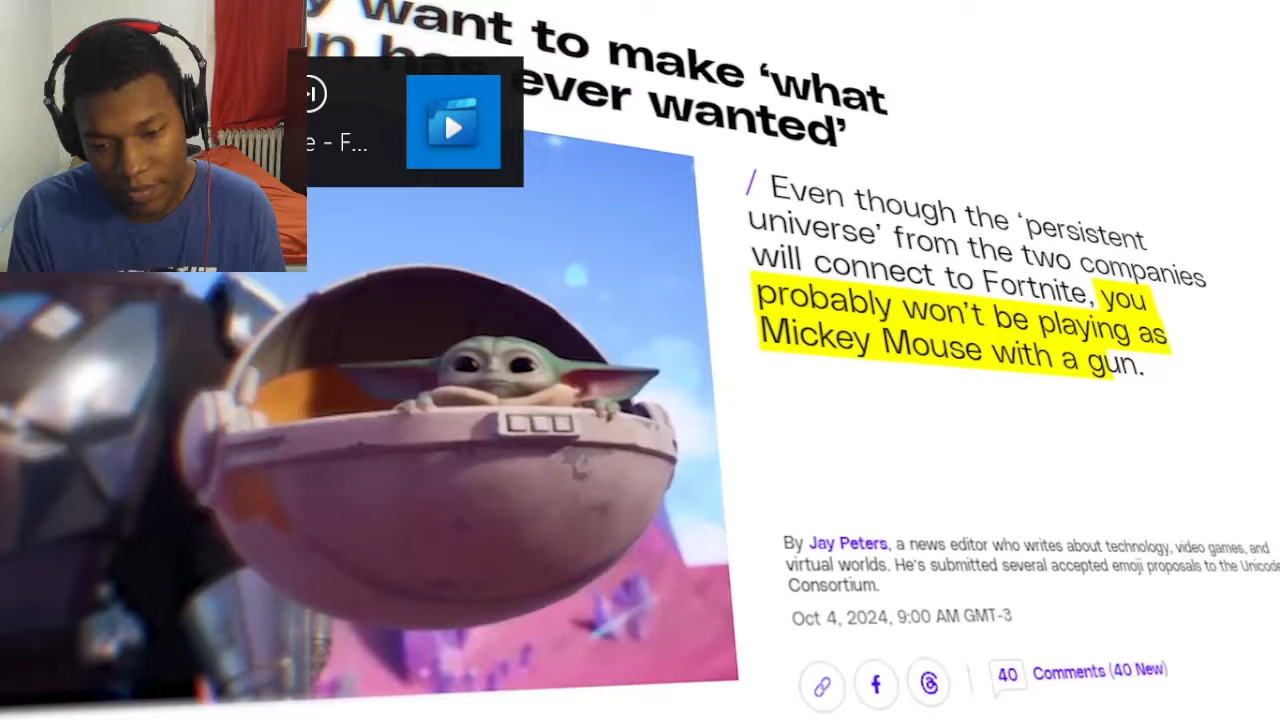 want to make ‘what
ever wanted’
e - F...
/ Even though the ‘persistent
universe’ from the two companies
will connect to Fortnite, you
probably won’t be playing as
Mickey Mouse with a gun.
By Jay Peters, a news editor who writes about technology, video games, and
virtual worlds. He’s submitted several accepted emoji proposals to the Unicode
Consortium.
Oct 4, 2024, 9:00 AM GMT-3
40 Comments (40 New)